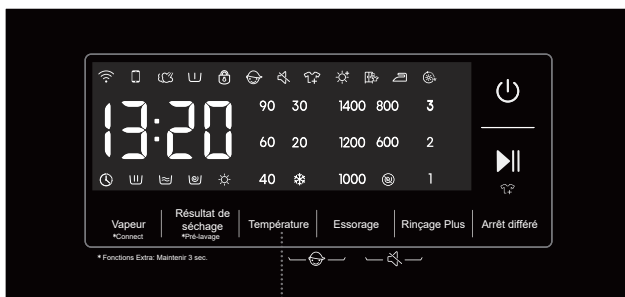 90 30 1400 800 3
13:20
60 20 1200 600 2
40 1000 1
Vapeur
*Connect
Résultat de
séchage
*Pré-lavage
Température
Essorage
Rinçage Plus
Arrêt différé
* Fonctions Extra: Maintenir 3 sec.